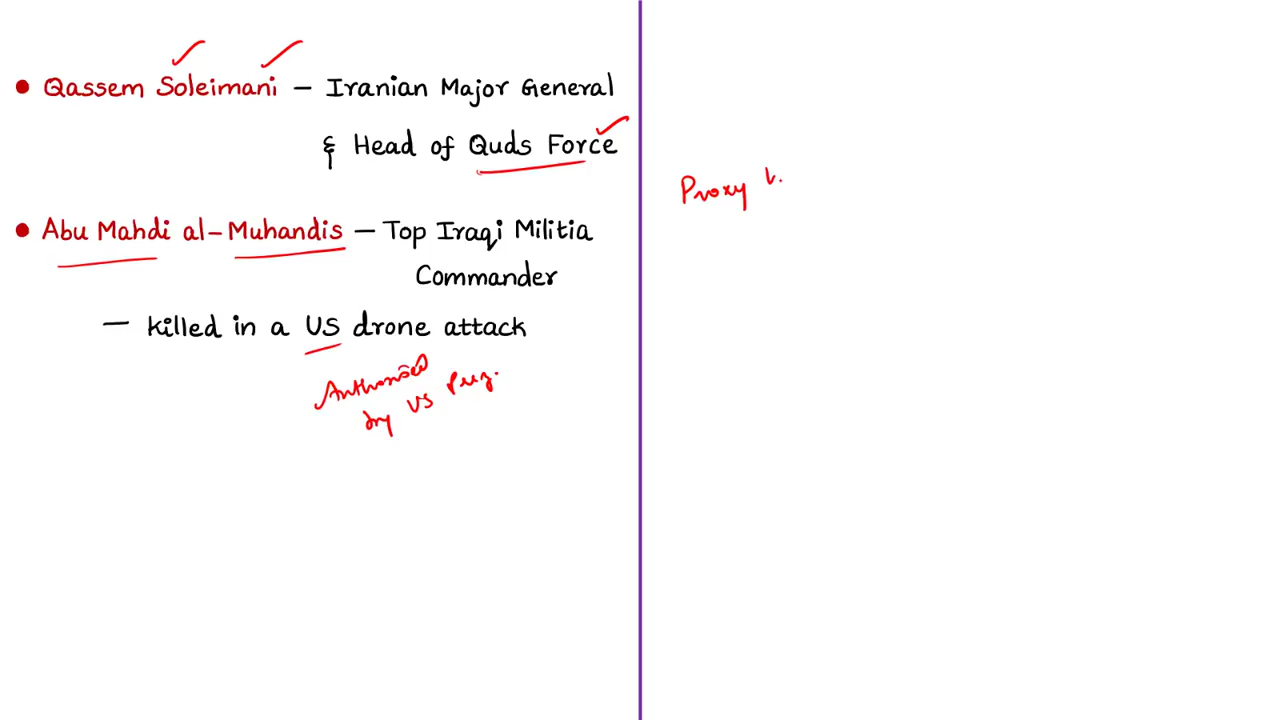 • Qassem Soleimani – Iranian Major General
& Head of Quds Force
• Abu Mahdi al-Muhandis – Top Iraqi Militia
Commander
– killed in a US drone attack
Authorised
by US Prez.
Proxy